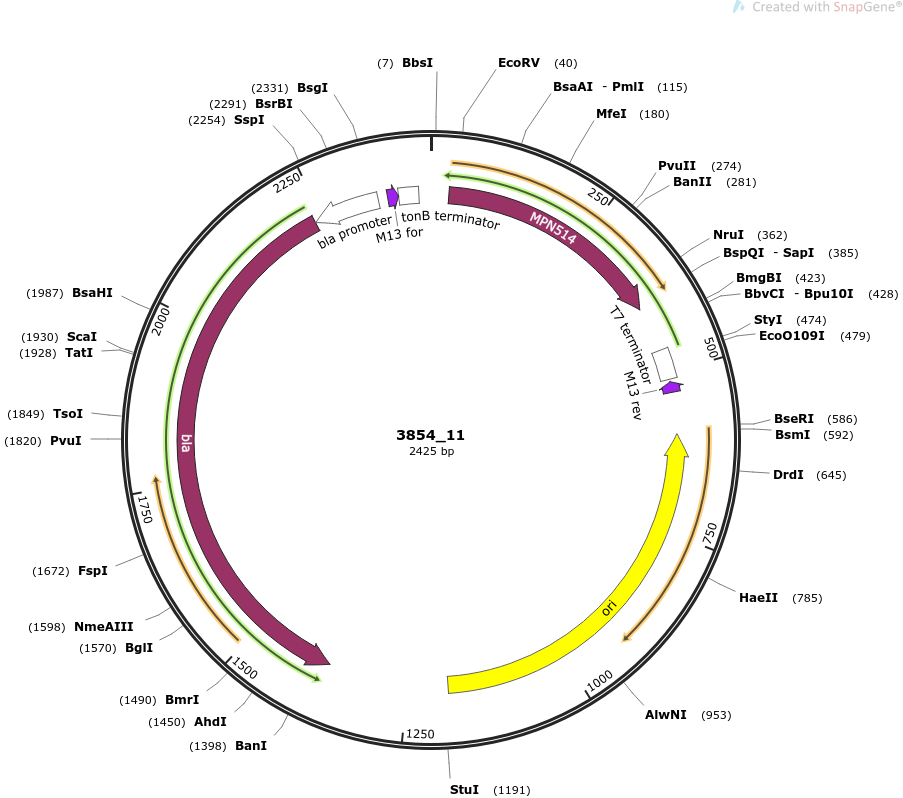 Created with SnapGene®
(7) BbsI
EcoRV (40)
BsaAI - PmlI (115)
MfeI (180)
PvuII (274)
BanII (281)
NruI (362)
BspQI - SapI (385)
BmgBI (423)
BbvCI - Bpu10I (428)
StyI (474)
EcoO109I (479)
BseRI (586)
BsmI (592)
DrdI (645)
HaeII (785)
AlwNI (953)
StuI (1191)
(1398) BanI
(1450) AhdI
(1490) BmrI
(1570) BglI
(1598) NmeAIII
(1672) FspI
(1820) PvuI
(1849) TsoI
(1928) TatI
(1930) ScaI
(1987) BsaHI
(2254) SspI
(2291) BsrBI
(2331) BsgI
250
500
750
1000
1250
1500
1750
2000
2250
MPN514
T7 terminator
M13 rev
ori
bla
bla promoter
M13 for
tonB terminator
3854_11
2425 bp